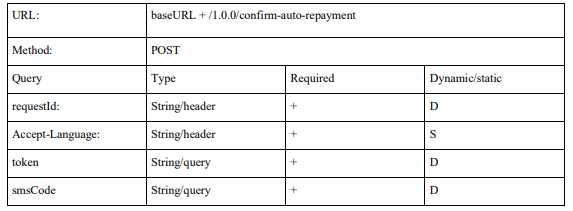 URL: baseURL + /1.0.0/confirm-auto-repayment
Method: POST
Query Type Required Dynamic/static
requestId: String/header + D
Accept-Language: String/header + S
token String/query + D
smsCode String/query + D